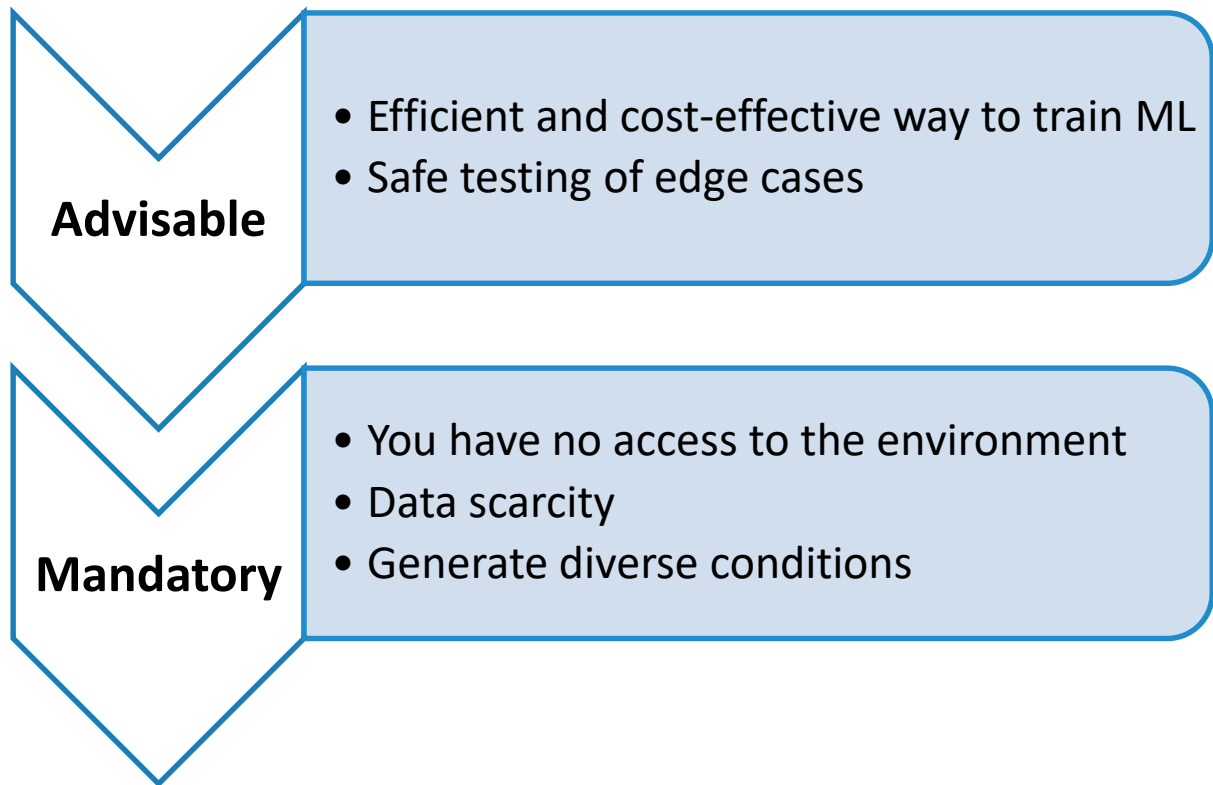 Advisable
• Efficient and cost-effective way to train ML
• Safe testing of edge cases
Mandatory
• You have no access to the environment
• Data scarcity
• Generate diverse conditions